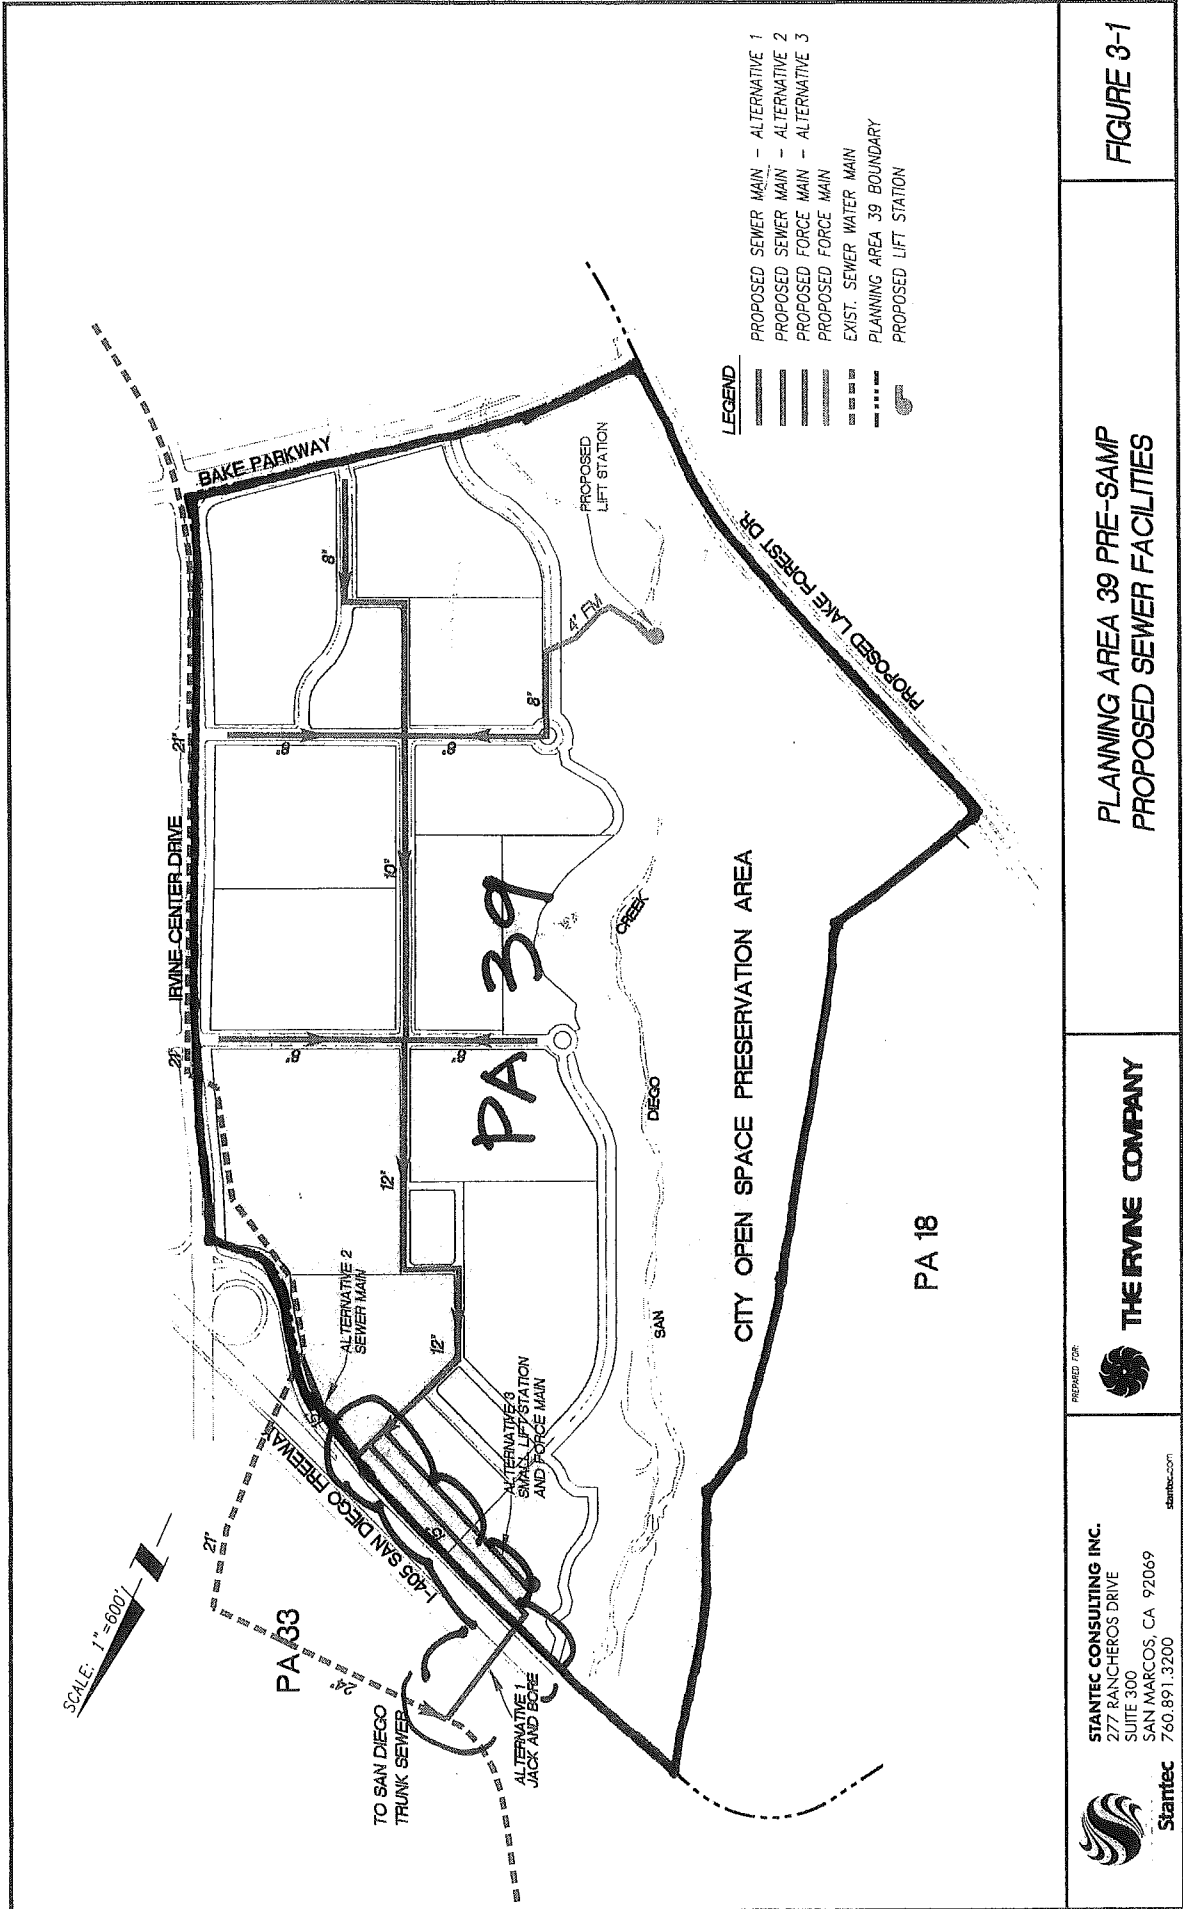 SCALE: 1"=600'
PA 33
21"
24"
TO SAN DIEGO
TRUNK SEWER
I-405 SAN DIEGO FREEWAY
ALTERNATIVE 1
JACK AND BORE
ALTERNATIVE 2
SEWER MAIN
ALTERNATIVE 3
SMALL LIFT STATION
AND FORCE MAIN
15"
12"
12"
10"
IRVINE CENTER DRIVE
21"
21"
8"
8"
8"
8"
8"
8"
BAKE PARKWAY
4" FM
PROPOSED
LIFT STATION
PA 39
SAN
DIEGO
CREEK
CITY OPEN SPACE PRESERVATION AREA
PA 18
PROPOSED LAKE FOREST DR.
LEGEND
PROPOSED SEWER MAIN - ALTERNATIVE 1
PROPOSED SEWER MAIN - ALTERNATIVE 2
PROPOSED FORCE MAIN - ALTERNATIVE 3
PROPOSED FORCE MAIN
EXIST. SEWER WATER MAIN
PLANNING AREA 39 BOUNDARY
PROPOSED LIFT STATION
Stantec
STANTEC CONSULTING INC.
277 RANCHEROS DRIVE
SUITE 300
SAN MARCOS, CA 92069
760.891.3200
stantec.com
PREPARED FOR:
THE IRVINE COMPANY
PLANNING AREA 39 PRE-SAMP
PROPOSED SEWER FACILITIES
FIGURE 3-1